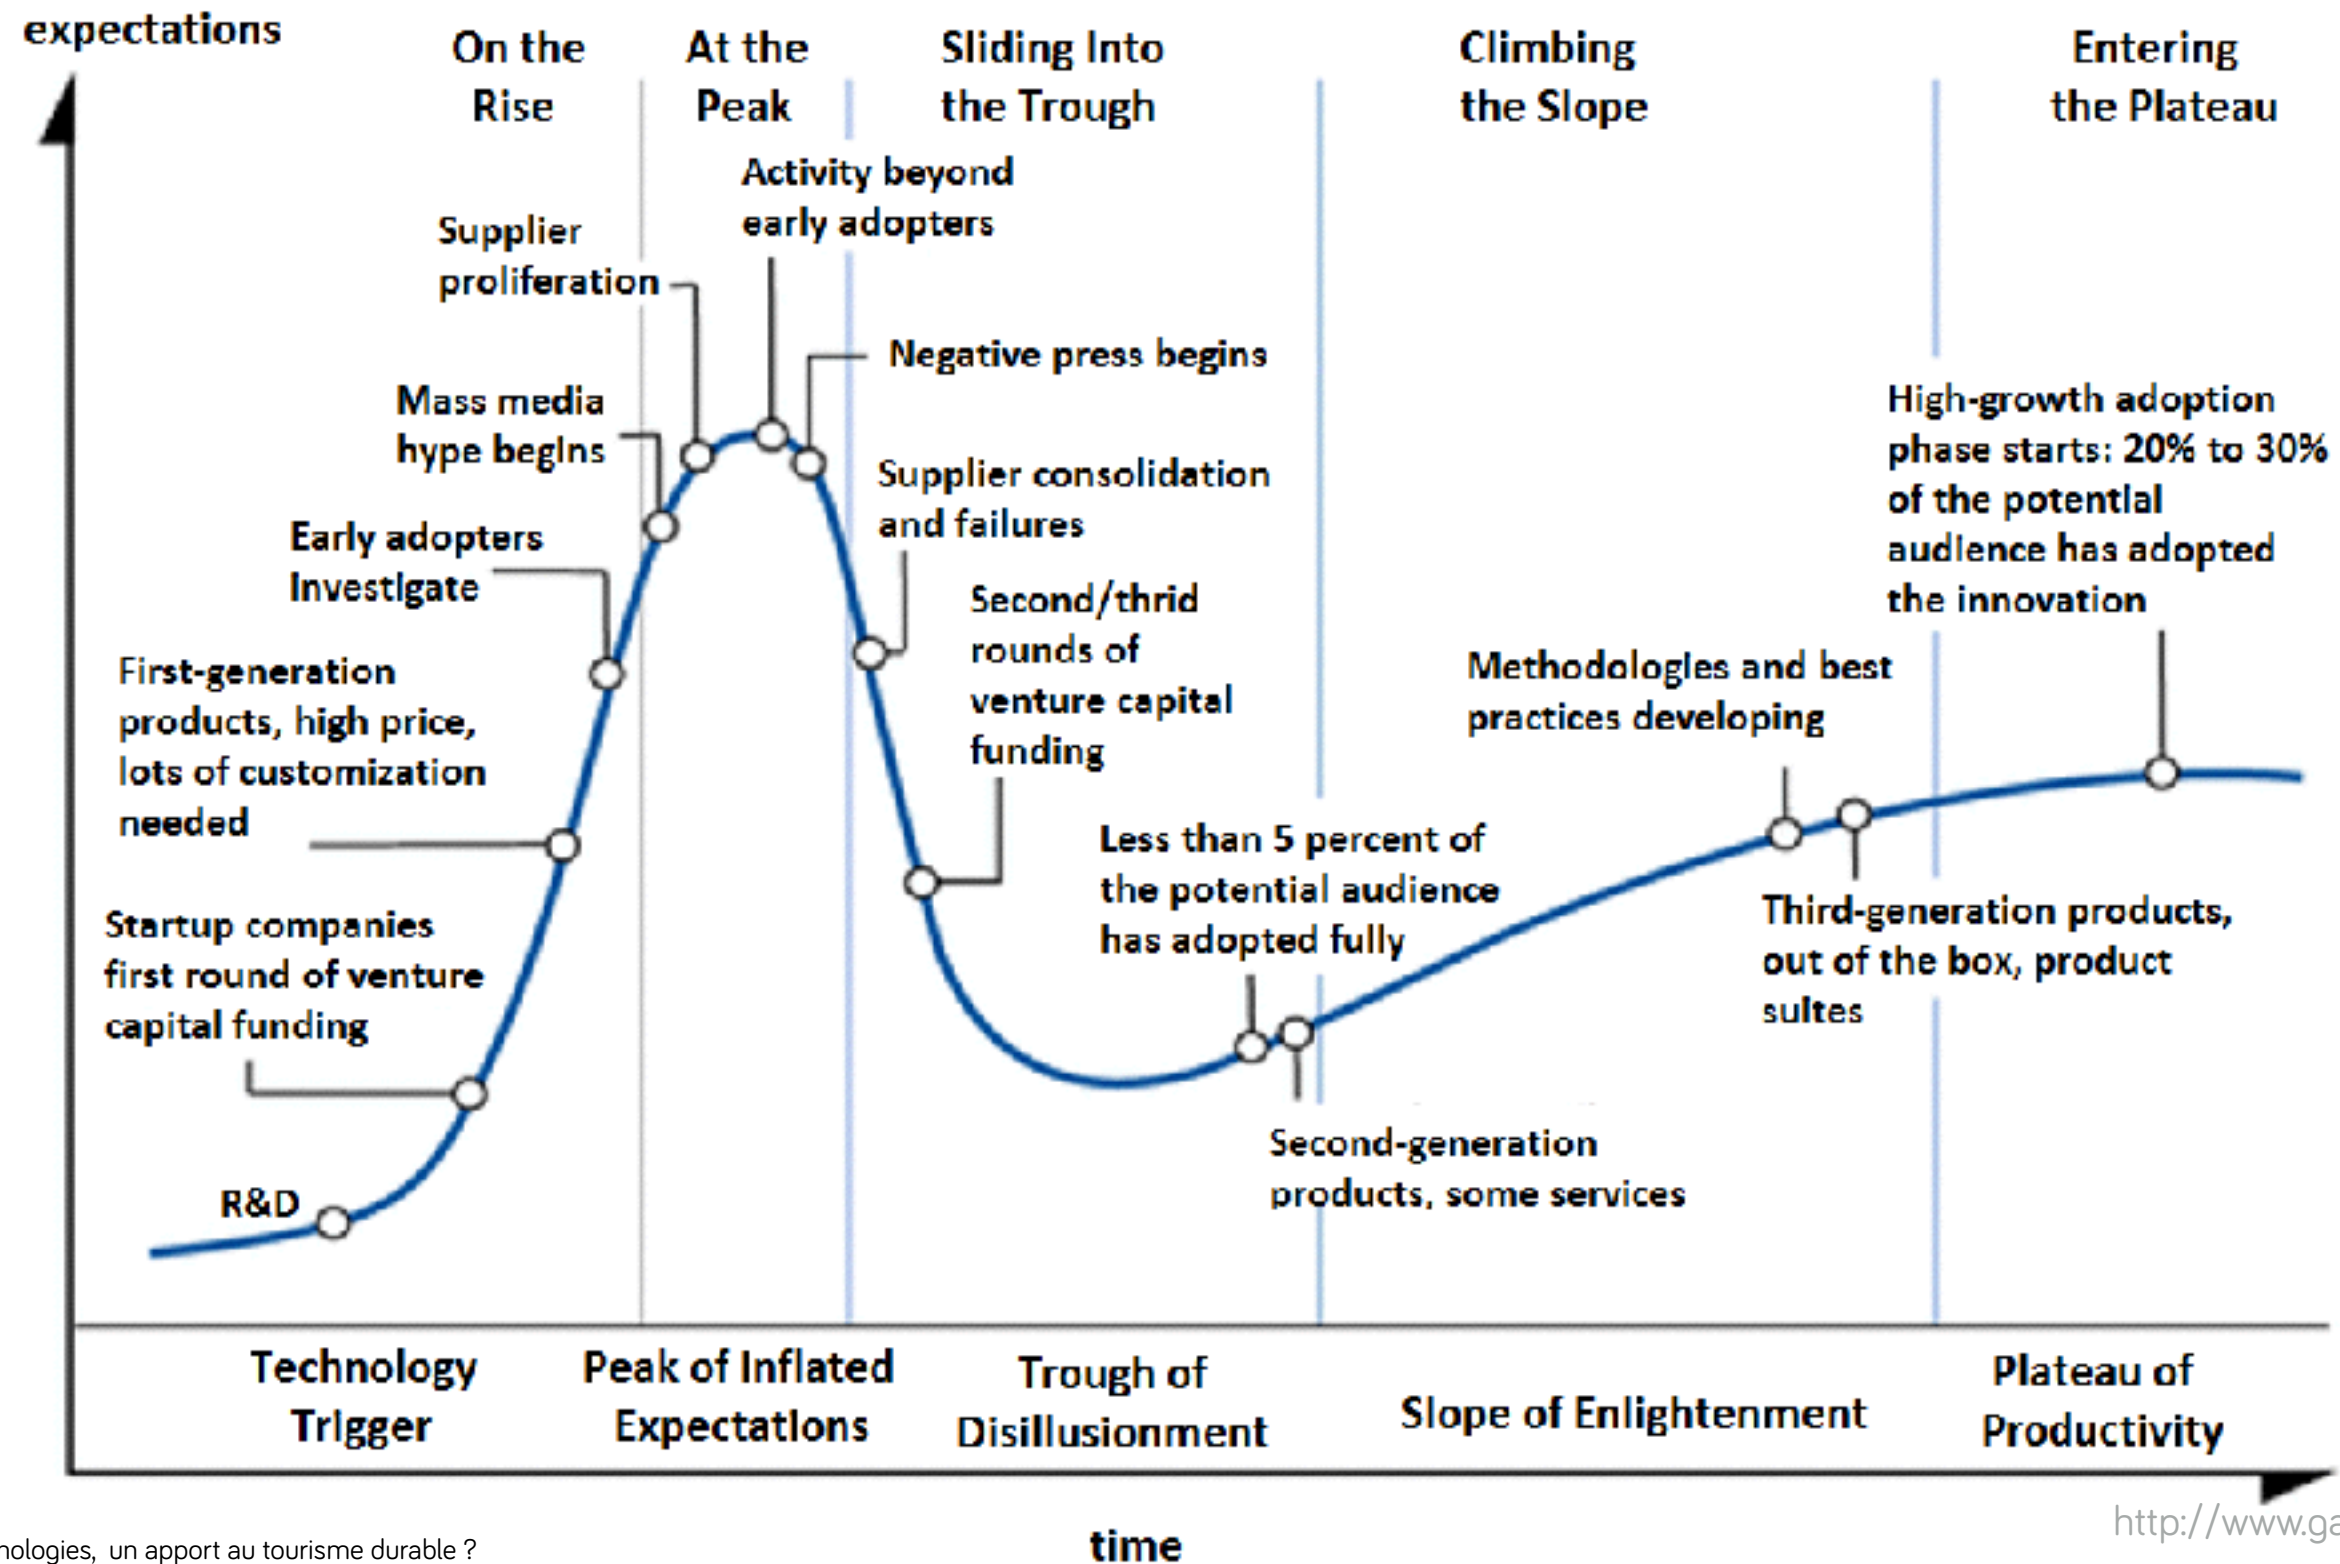 expectations
On the
Rise
At the
Peak
Sliding Into
the Trough
Climbing
the Slope
Entering
the Plateau
Activity beyond
early adopters
Supplier
proliferation
Negative press begins
Mass media
hype begins
High-growth adoption
phase starts: 20% to 30%
of the potential
audience has adopted
the innovation
Supplier consolidation
and failures
Early adopters
Investigate
Second/thrid
rounds of
venture capital
funding
First-generation
products, high price,
lots of customization
needed
Methodologies and best
practices developing
Less than 5 percent of
the potential audience
has adopted fully
Startup companies
first round of venture
capital funding
Third-generation products,
out of the box, product
suites
Second-generation
products, some services
R&D
Technology
Trigger
Peak of Inflated
Expectations
Trough of
Disillusionment
Slope of Enlightenment
Plateau of
Productivity
time
http://www.ga
nologies, un apport au tourisme durable ?